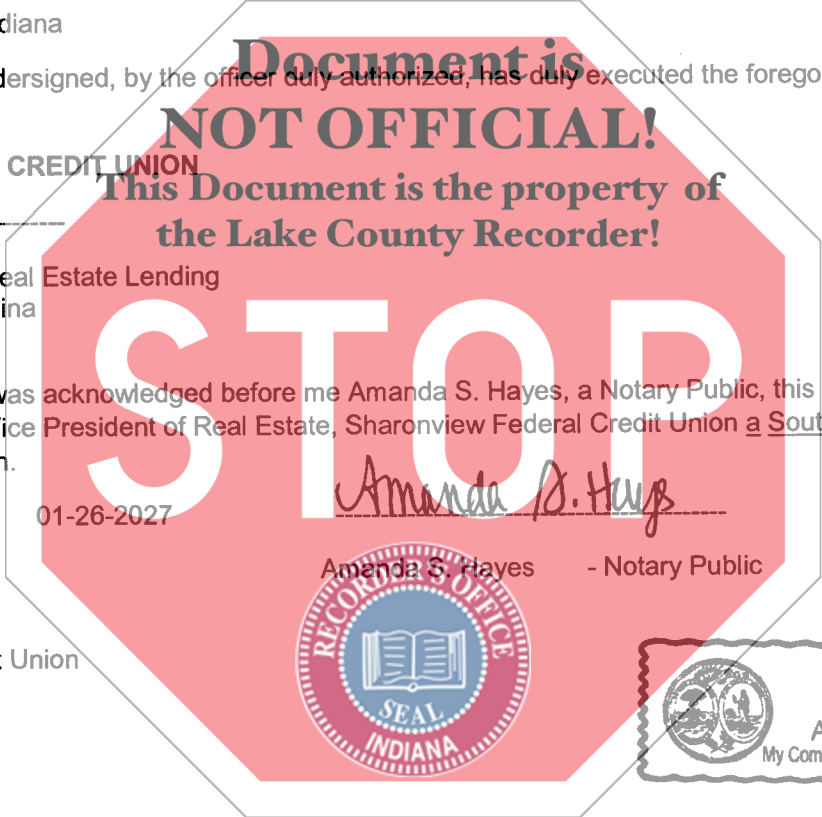 diana
Document is
dersigned, by the officer duly authorized, has duly executed the forego
NOT OFFICIAL!
CREDIT UNION
This Document is the property of
the Lake County Recorder!
eal Estate Lending
ina
STOP
was acknowledged before me Amanda S. Hayes, a Notary Public, this
ice President of Real Estate, Sharonview Federal Credit Union a Sout
n.
Amanda S. Hays
01-26-2027
Amanda S. Hayes - Notary Public
RECORDER'S OFFICE
SEAL
INDIANA
t Union
A
My Com